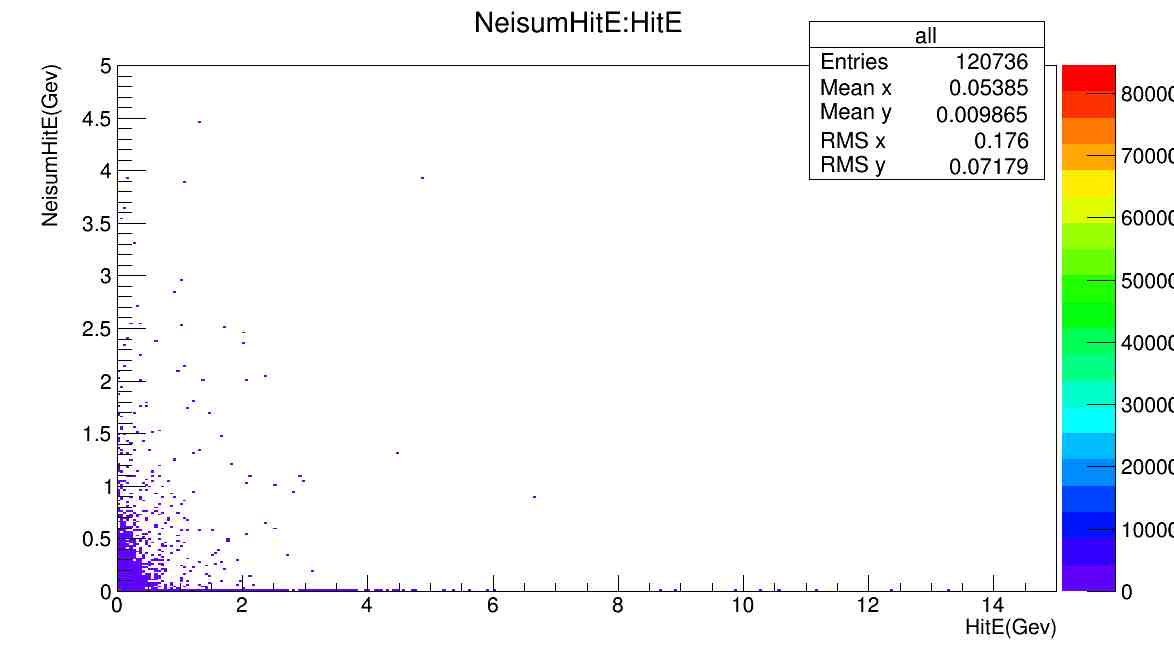 NeisumHitE:HitE
all
Entries 120736
Mean x 0.05385
Mean y 0.009865
RMS x 0.176
RMS y 0.07179
NeisumHitE(Gev)
5
4.5
4
3.5
3
2.5
2
1.5
1
0.5
0
0 2 4 6 8 10 12 14
HitE(Gev)
80000
70000
60000
50000
40000
30000
20000
10000
0